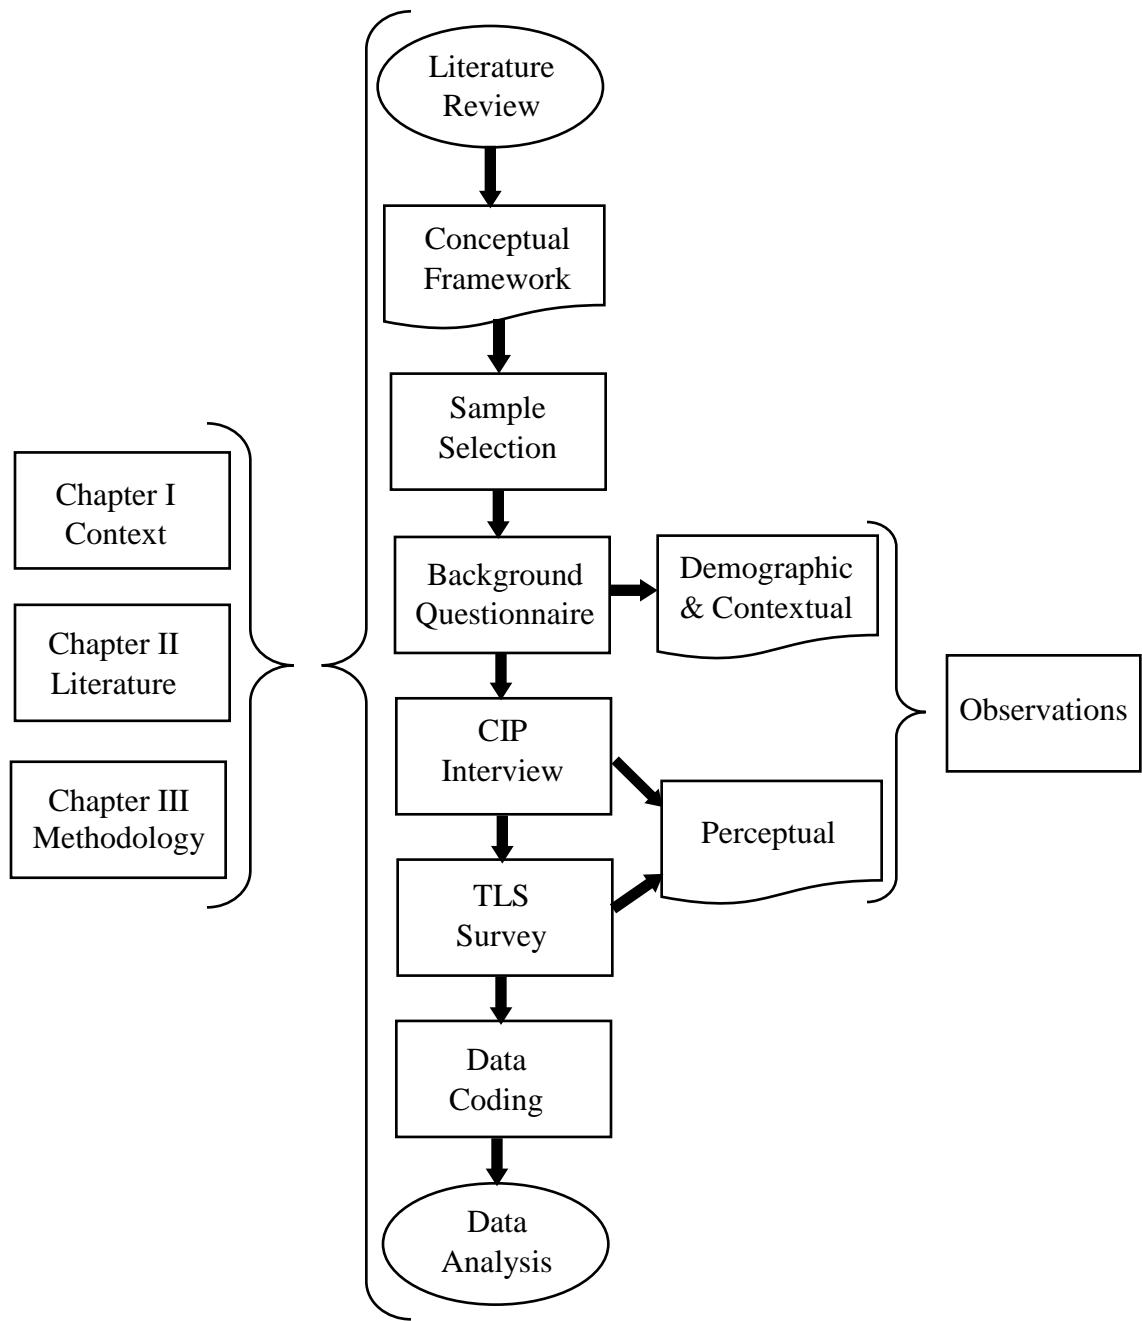 Literature
Review
Conceptual
Framework
Sample
Selection
Chapter I
Context
Chapter II
Literature
Chapter III
Methodology
Background
Questionnaire
Demographic
& Contextual
CIP
Interview
Perceptual
Observations
TLS
Survey
Data
Coding
Data
Analysis